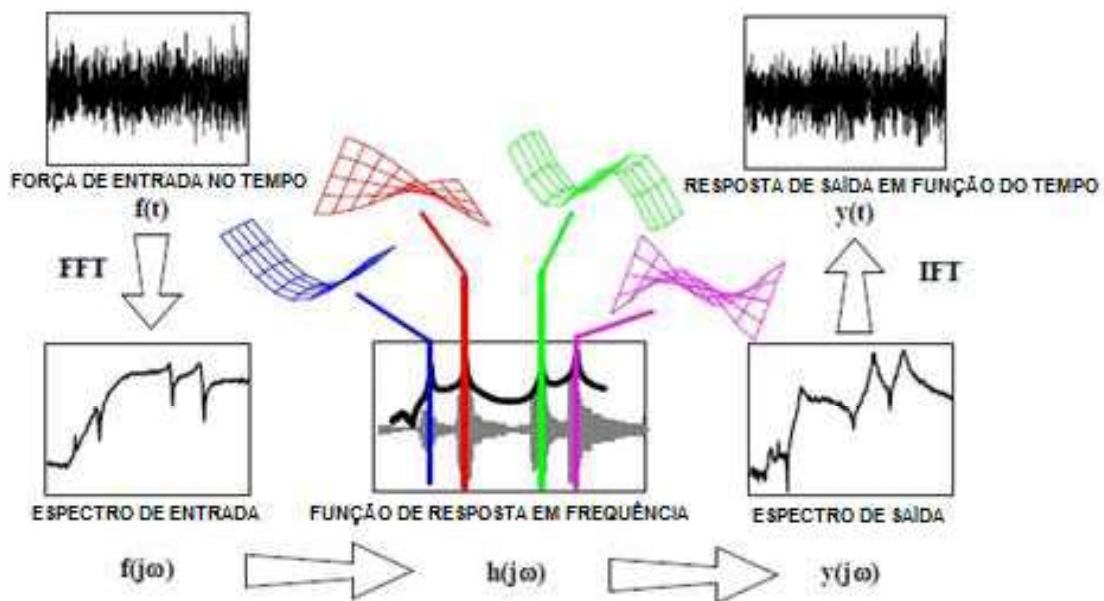 FORÇA DE ENTRADA NO TEMPO
f(t)
FFT
RESPOSTA DE SAÍDA EM FUNÇÃO DO TEMPO
y(t)
IFT
ESPECTRO DE ENTRADA
FUNÇÃO DE RESPOSTA EM FREQUÊNCIA
ESPECTRO DE SAÍDA
f(jω)
h(jω)
y(jω)